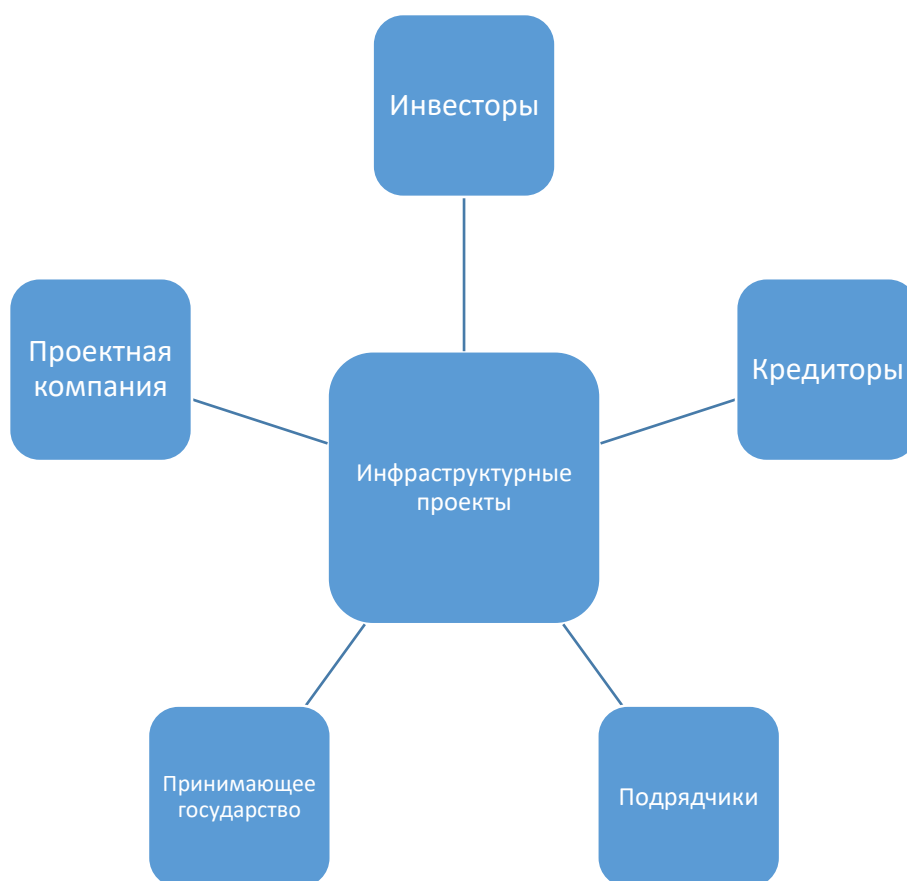 Инвесторы
Проектная
компания
Кредиторы
Инфраструктурные
проекты
Принимающее
государство
Подрядчики